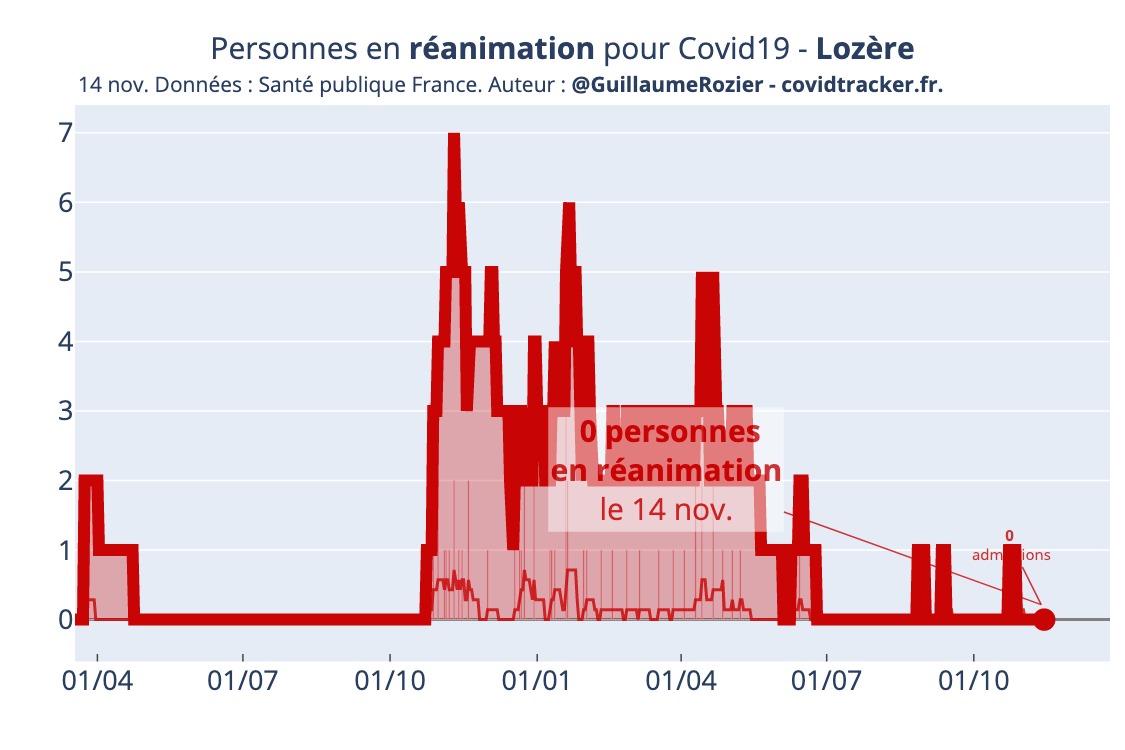 Personnes en réanimation pour Covid19 - Lozère
14 nov. Données : Santé publique France. Auteur : @GuillaumeRozier - covidtracker.fr.
7
6
5
4
3
2
1
0
0 personnes
en réanimation
le 14 nov.
0
admissions
01/04
01/07
01/10
01/01
01/04
01/07
01/10